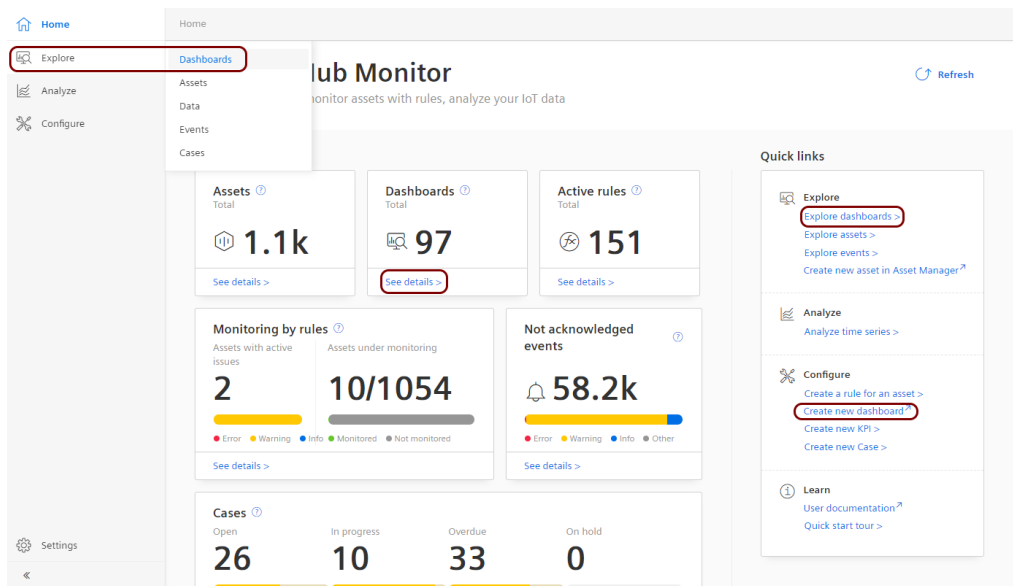 Home
Home
Explore
Dashboards
Assets
Data
Events
Cases
Analyze
Configure
ub Monitor
onitor assets with rules, analyze your IoT data
Refresh
Assets
Total
1.1k
See details >
Dashboards
Total
97
See details >
Active rules
Total
151
See details >
Monitoring by rules
Assets with active
issues
2
Assets under monitoring
10/1054
Error Warning Info Monitored Not monitored
See details >
Not acknowledged
events
58.2k
Error Warning Info Other
See details >
Cases
Open
26
In progress
10
Overdue
33
On hold
0
Quick links
Explore
Explore dashboards >
Explore assets >
Explore events >
Create new asset in Asset Manager
Analyze
Analyze time series >
Configure
Create a rule for an asset >
Create new dashboard
Create new KPI >
Create new Case >
Learn
User documentation
Quick start tour >
Settings
«